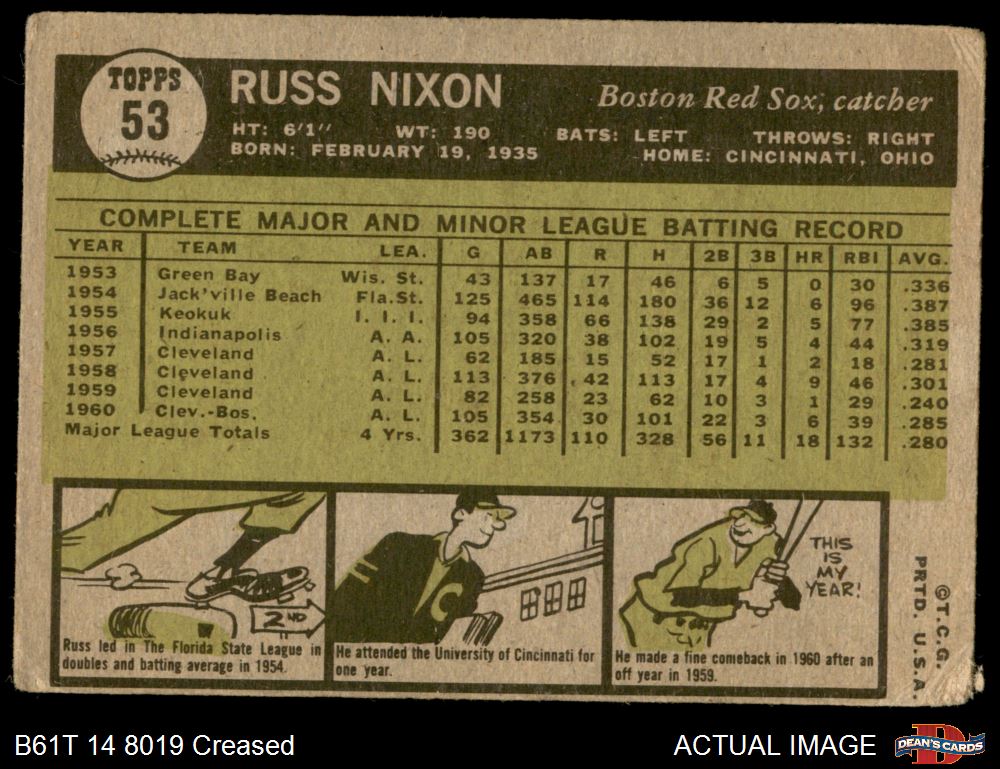 TOPPS
53
RUSS NIXON
Boston Red Sox, catcher
HT: 6'1" WT: 190 BATS: LEFT THROWS: RIGHT
BORN: FEBRUARY 19, 1935 HOME: CINCINNATI, OHIO
COMPLETE MAJOR AND MINOR LEAGUE BATTING RECORD
YEAR TEAM LEA. G AB R H 2B 3B HR RBI AVG.
1953 Green Bay Wis. St. 43 137 17 46 6 5 0 30 .336
1954 Jack'ville Beach Fla.St. 125 465 114 180 36 12 6 96 .387
1955 Keokuk I. I. I. 94 358 66 138 29 2 5 77 .385
1956 Indianapolis A. A. 105 320 38 102 19 5 4 44 .319
1957 Cleveland A. L. 62 185 15 52 17 1 2 18 .281
1958 Cleveland A. L. 113 376 42 113 17 4 9 46 .301
1959 Cleveland A. L. 82 258 23 62 10 3 1 29 .240
1960 Clev.-Bos. A. L. 105 354 30 101 22 3 6 39 .285
Major League Totals 4 Yrs. 362 1173 110 328 56 11 18 132 .280
2ND
Russ led in The Florida State League in
doubles and batting average in 1954.
C
He attended the University of Cincinnati for
one year.
THIS
IS
MY
YEAR!
He made a fine comeback in 1960 after an
off year in 1959.
©T.C.G.
PRTD. U.S.A.
B61T 14 8019 Creased
ACTUAL IMAGE
D
DEAN'S CARDS